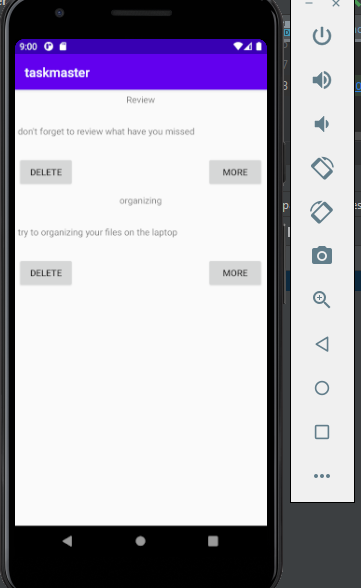 9:00
taskmaster
Review
don't forget to review what have you missed
DELETE MORE
organizing
try to organizing your files on the laptop
DELETE MORE